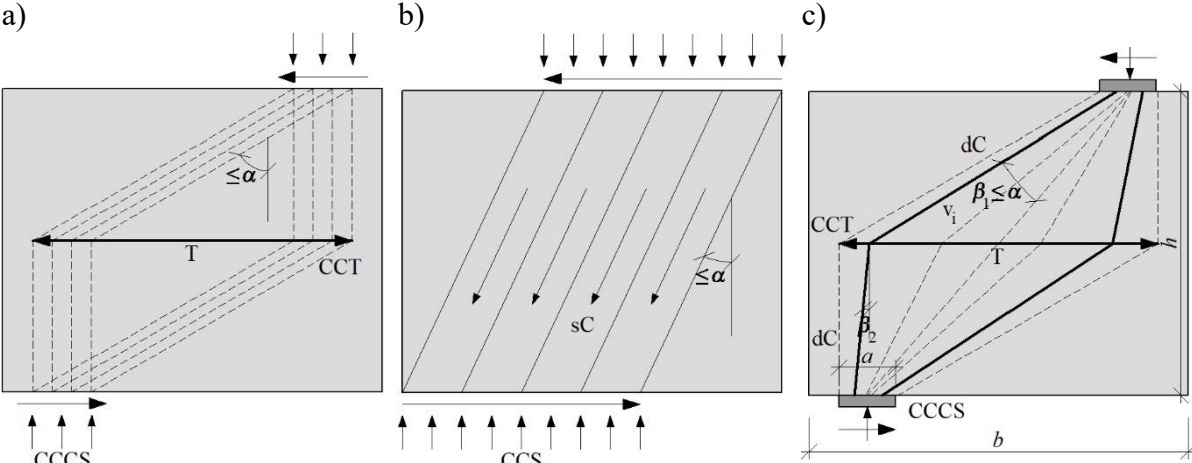 a)
≤α
T
CCT
CCCS
b)
≤α
sC
CCS
c)
dC
β1≤α
vi
CCT
T
h
dC
β2
a
CCCS
b